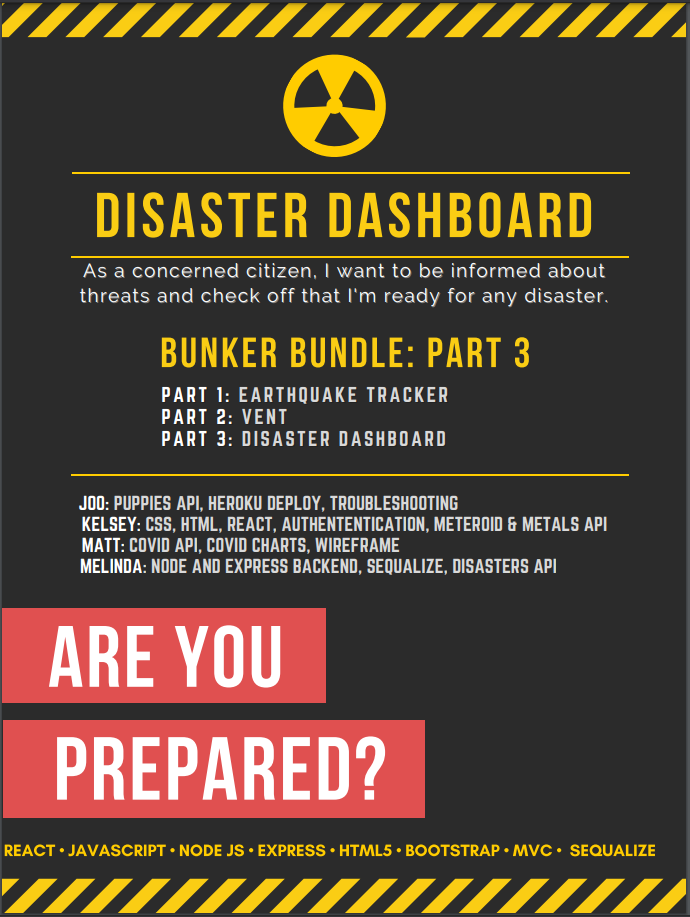 DISASTER DASHBOARD
As a concerned citizen, I want to be informed about
threats and check off that I'm ready for any disaster.
BUNKER BUNDLE: PART 3
PART 1: EARTHQUAKE TRACKER
PART 2: VENT
PART 3: DISASTER DASHBOARD
JOO: PUPPIES API, HEROKU DEPLOY, TROUBLESHOOTING
KELSEY: CSS, HTML, REACT, AUTHENTENTICATION, METEROID & METALS API
MATT: COVID API, COVID CHARTS, WIREFRAME
MELINDA: NODE AND EXPRESS BACKEND, SEQUALIZE, DISASTERS API
ARE YOU
PREPARED?
REACT • JAVASCRIPT • NODE JS • EXPRESS • HTML5 • BOOTSTRAP • MVC • SEQUALIZE